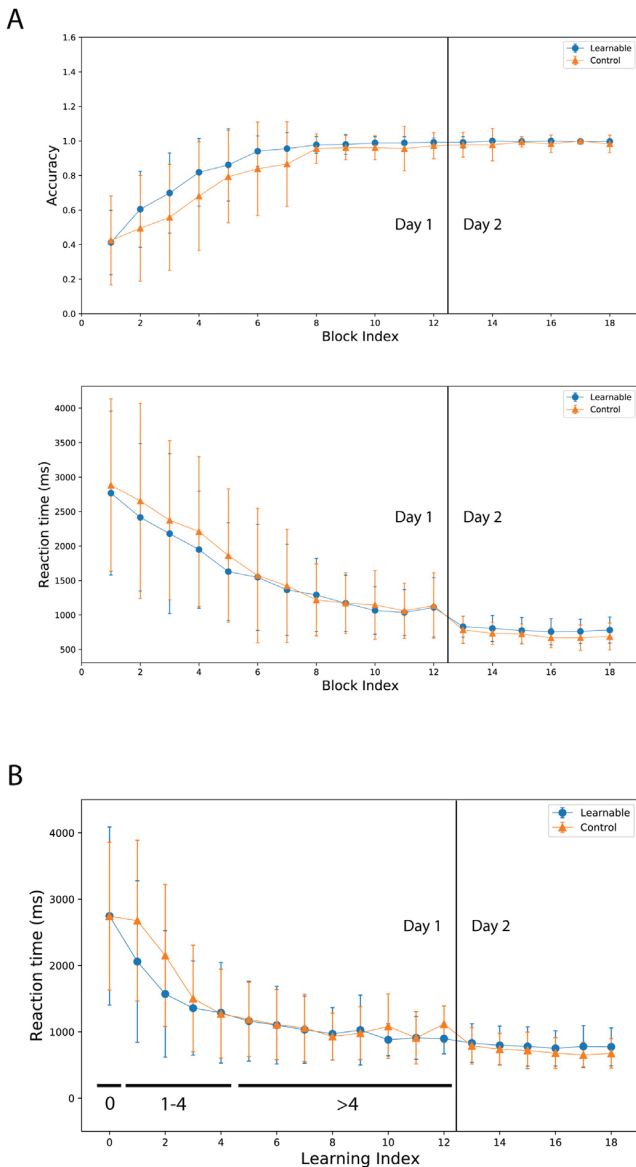 A
1.6
1.4
1.2
1.0
0.8
0.6
0.4
0.2
0.0
Accuracy
Learnable
Control
Day 1
Day 2
0 2 4 6 8 10 12 14 16 18
Block Index
4000
3500
3000
2500
2000
1500
1000
500
Reaction time (ms)
Learnable
Control
Day 1
Day 2
0 2 4 6 8 10 12 14 16 18
Block Index
B
4000
3000
2000
1000
0
Reaction time (ms)
Learnable
Control
Day 1
Day 2
0 1-4 >4
0 2 4 6 8 10 12 14 16 18
Learning Index